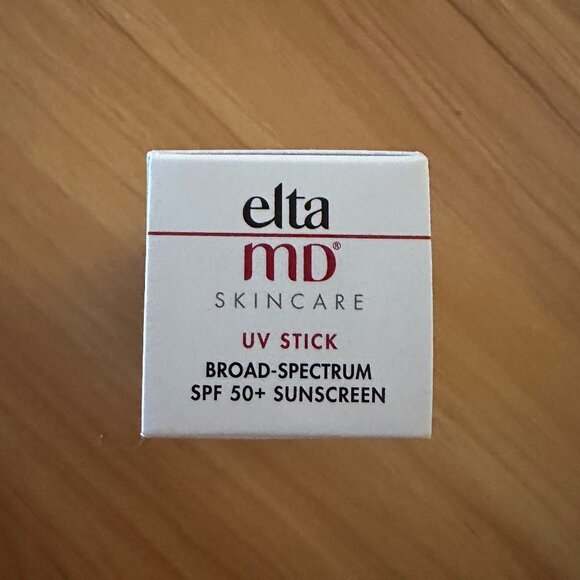 elta
MD®
SKINCARE
UV STICK
BROAD-SPECTRUM
SPF 50+ SUNSCREEN